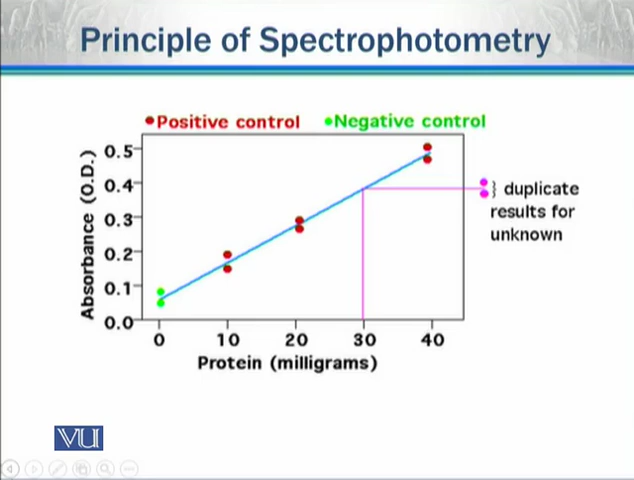 Principle of Spectrophotometry
Positive control
Negative control
0.5
0.4
0.3
0.2
0.1
0.0
Absorbance (O.D.)
0 10 20 30 40
Protein (milligrams)
} duplicate
results for
unknown
VU